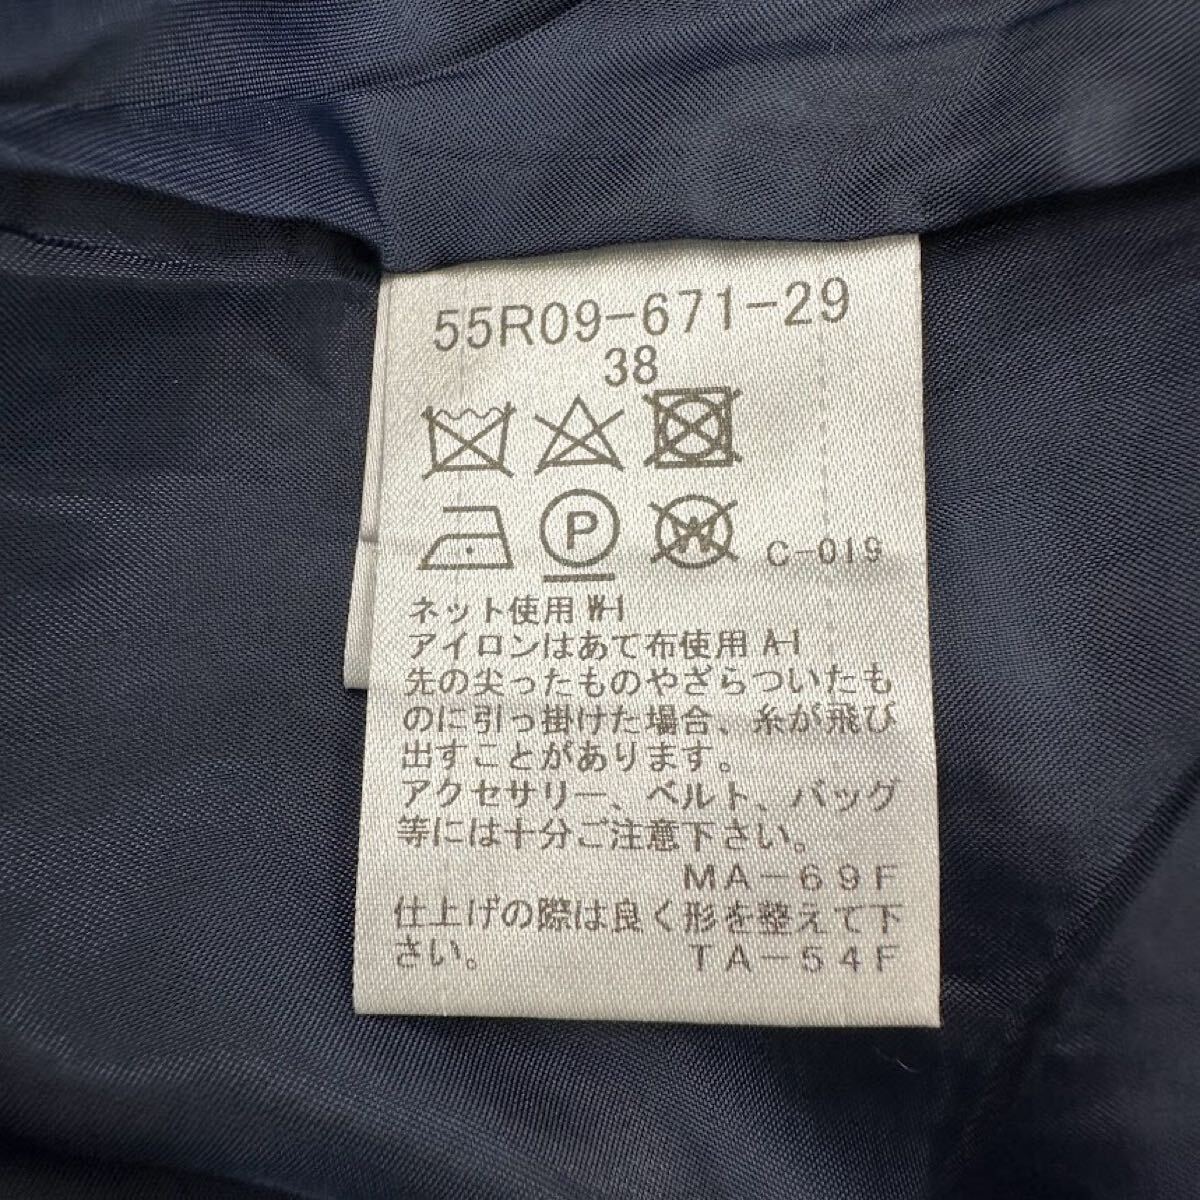 55R09-671-29
38
P W C-019
ネット使用 W-1
アイロンはあて布使用 A-1
先の尖ったものやざらついたも
のに引っ掛けた場合、糸が飛び
出すことがあります。
アクセサリー、ベルト、バッグ
等には十分ご注意下さい。
MA-69F
仕上げの際は良く形を整えて下
さい。 TA-54F